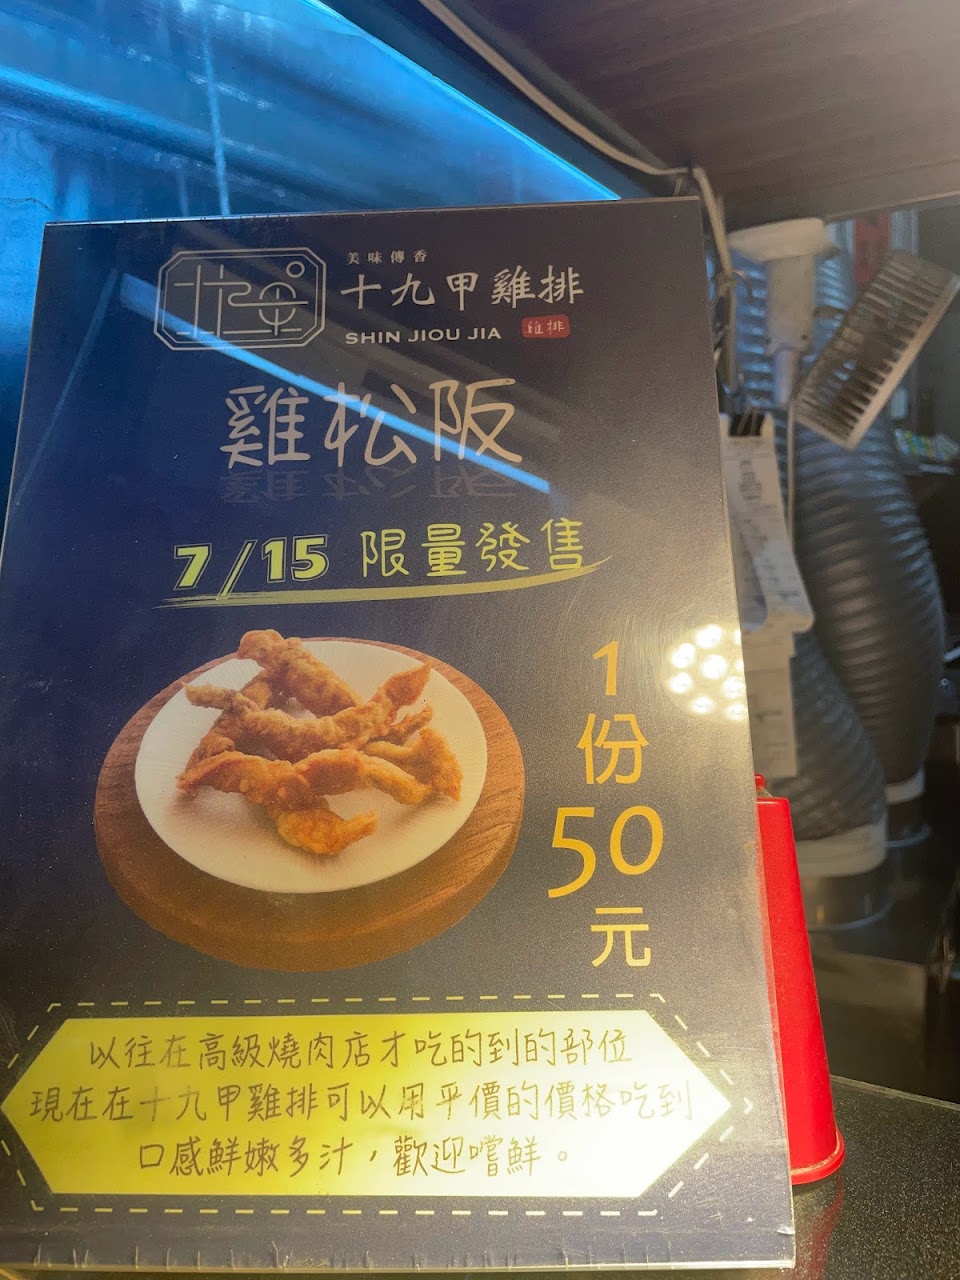 美味傳香
十九甲雞排
SHIN JIOU JIA
雞排
雞松阪
7/15 限量發售
1
份
50
元
以往在高級燒肉店才吃的到的部位
現在在十九甲雞排可以用平價的價格吃到
口感鮮嫩多汁，歡迎嚐鮮。